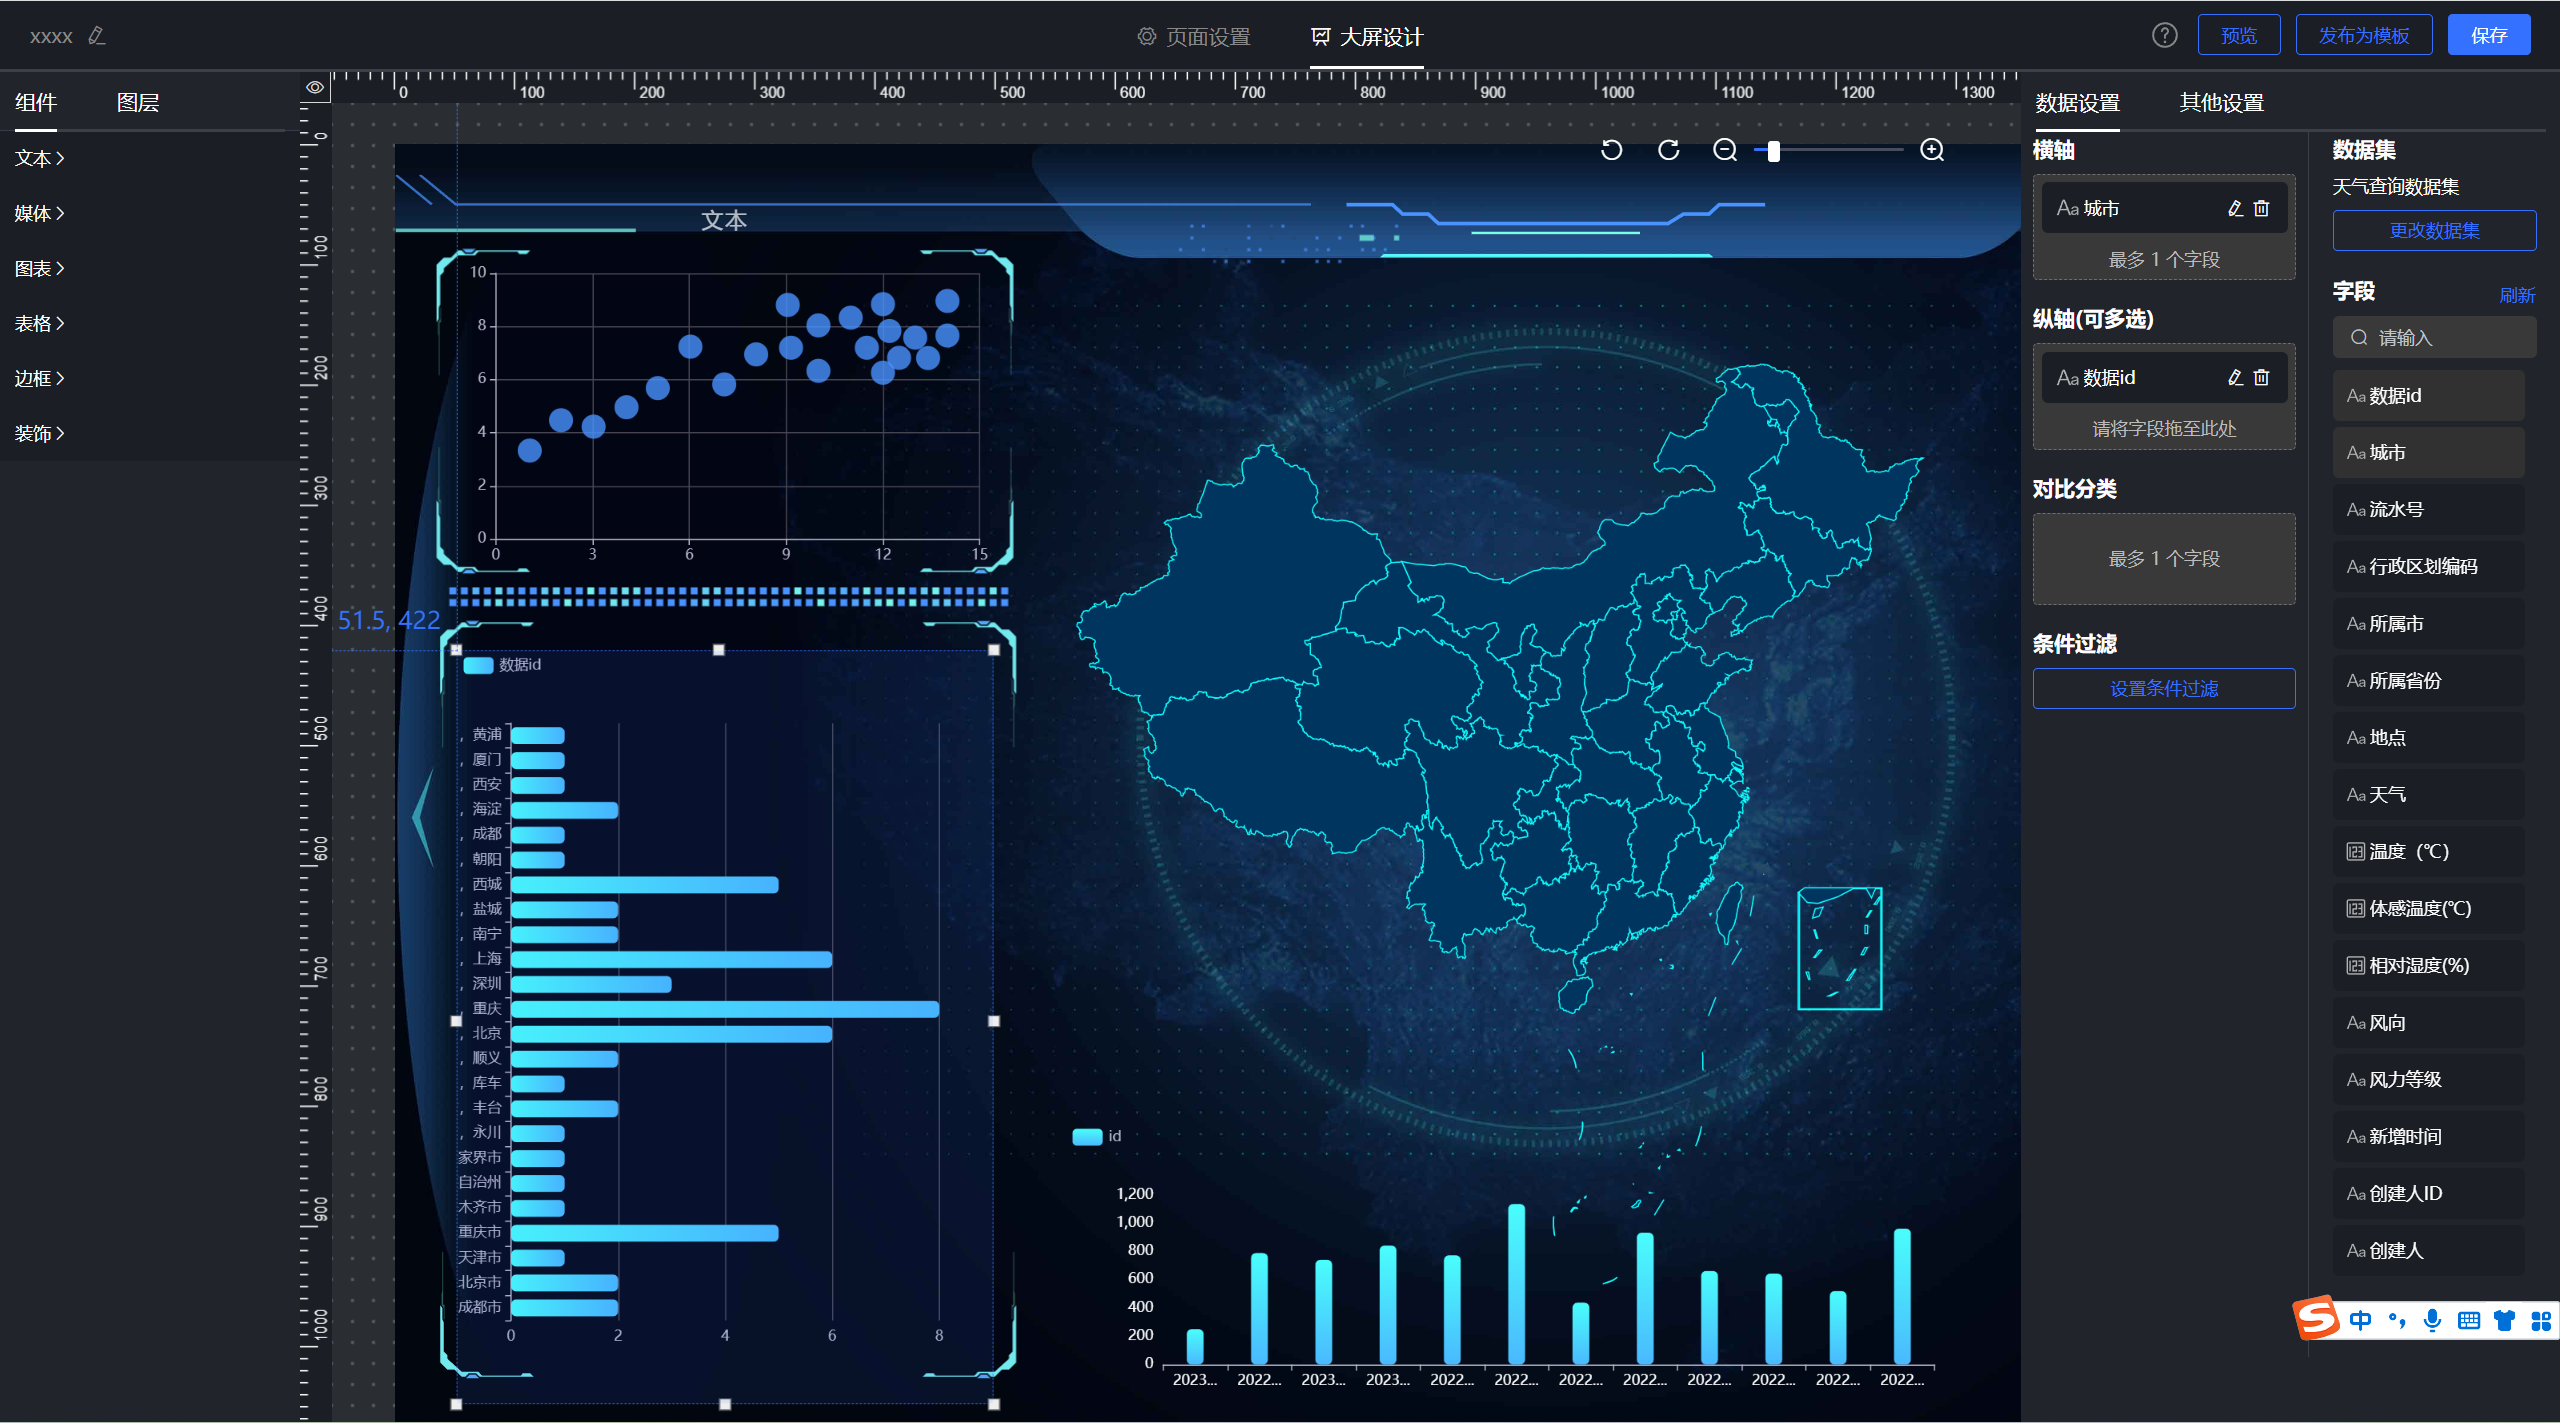 xxxx
页面设置
大屏设计
预览
发布为模板
保存
组件
图层
文本
媒体
图表
表格
边框
装饰
0 100 200 300 400 500 600 700 800 900 1000 1100 1200 1300
0
100
200
300
400
500
600
700
800
900
1000
51.5, 422
文本
10
8
6
4
2
0
0 3 6 9 12 15
数据id
, 黄浦
, 厦门
, 西安
, 海淀
, 成都
, 朝阳
, 西城
, 盐城
, 南宁
, 上海
, 深圳
, 重庆
, 北京
, 顺义
, 库车
, 丰台
, 永川
家界市
自治州
木齐市
重庆市
天津市
北京市
成都市
0 2 4 6 8
id
1,200
1,000
800
600
400
200
0
2023... 2022... 2023... 2023... 2022... 2022... 2022... 2022... 2022... 2022... 2022... 2022...
数据设置
其他设置
横轴
Aa 城市
最多 1 个字段
纵轴(可多选)
Aa 数据id
请将字段拖至此处
对比分类
最多 1 个字段
条件过滤
设置条件过滤
数据集
天气查询数据集
更改数据集
字段
刷新
请输入
Aa 数据id
Aa 城市
Aa 流水号
Aa 行政区划编码
Aa 所属市
Aa 所属省份
Aa 地点
Aa 天气
123 温度（℃）
123 体感温度(℃)
123 相对湿度(%)
Aa 风向
Aa 风力等级
Aa 新增时间
Aa 创建人ID
Aa 创建人
中